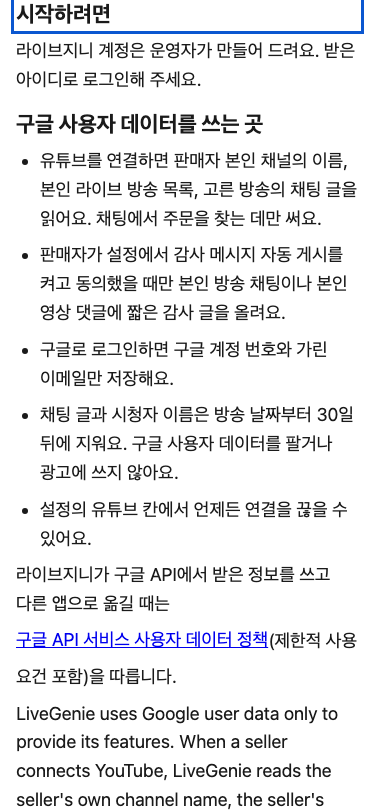 시작하려면
라이브지니 계정은 운영자가 만들어 드려요. 받은
아이디로 로그인해 주세요.
구글 사용자 데이터를 쓰는 곳
• 유튜브를 연결하면 판매자 본인 채널의 이름,
본인 라이브 방송 목록, 고른 방송의 채팅 글을
읽어요. 채팅에서 주문을 찾는 데만 써요.
• 판매자가 설정에서 감사 메시지 자동 게시를
켜고 동의했을 때만 본인 방송 채팅이나 본인
영상 댓글에 짧은 감사 글을 올려요.
• 구글로 로그인하면 구글 계정 번호와 가린
이메일만 저장해요.
• 채팅 글과 시청자 이름은 방송 날짜부터 30일
뒤에 지워요. 구글 사용자 데이터를 팔거나
광고에 쓰지 않아요.
• 설정의 유튜브 칸에서 언제든 연결을 끊을 수
있어요.
라이브지니가 구글 API에서 받은 정보를 쓰고
다른 앱으로 옮길 때는
구글 API 서비스 사용자 데이터 정책(제한적 사용
요건 포함)을 따릅니다.
LiveGenie uses Google user data only to
provide its features. When a seller
connects YouTube, LiveGenie reads the
seller's own channel name, the seller's